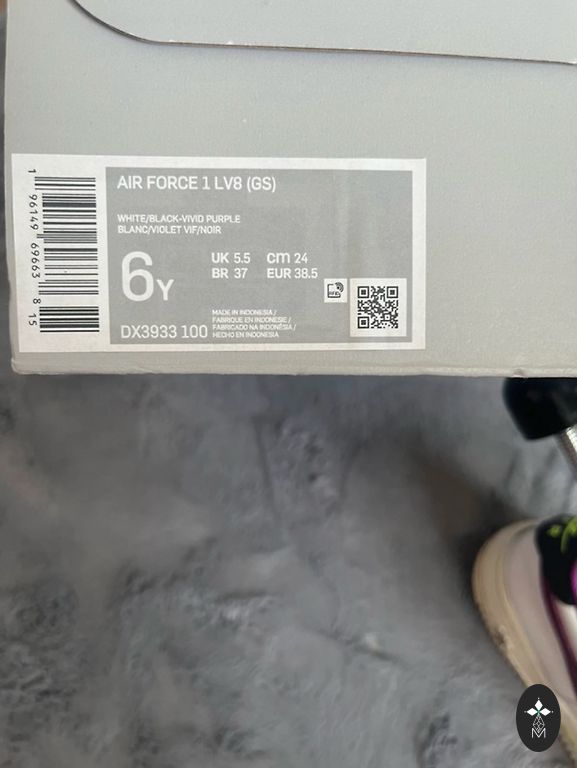 AIR FORCE 1 LV8 (GS)
WHITE/BLACK-VIVID PURPLE
BLANC/VIOLET VIF/NOIR
6Y
UK 5.5 cm 24
BR 37 EUR 38.5
DX3933 100
MADE IN INDONESIA /
FABRIQUE EN INDONESIE /
FABRICADO NA INDONÉSIA /
HECHO EN INDONESIA
1 96149 69663 8 15